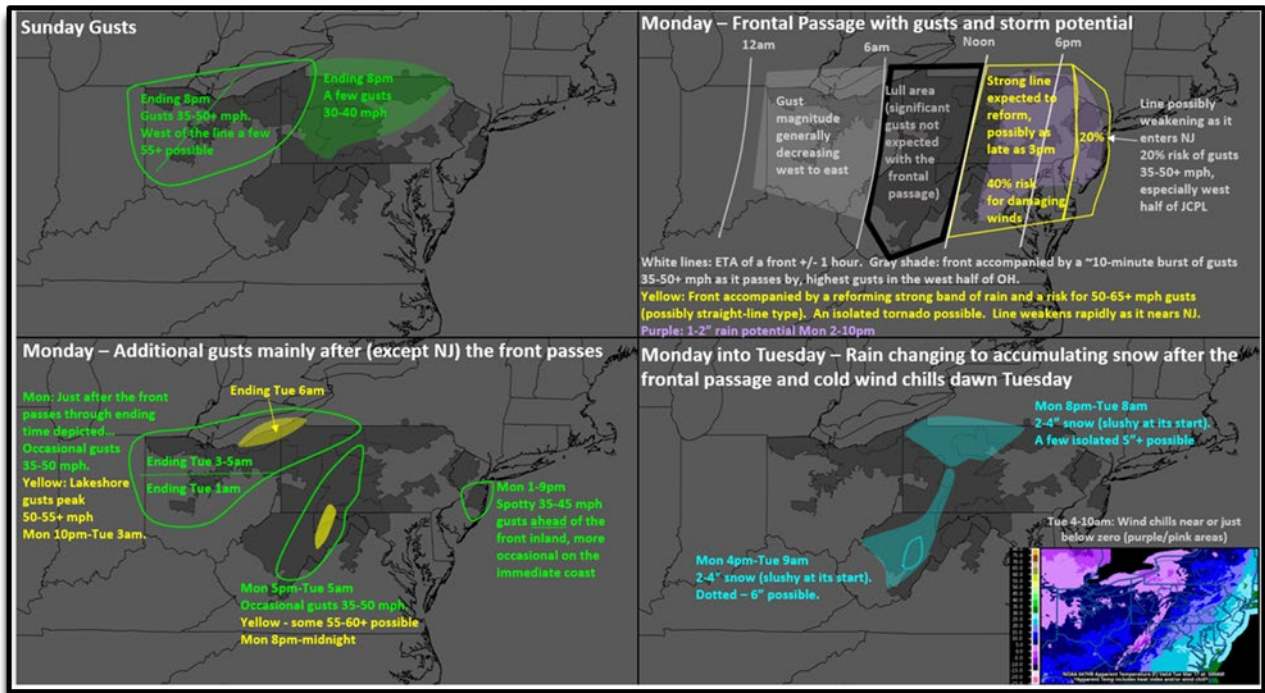 Sunday Gusts
Ending 8pm
Gusts 35-50+ mph.
West of the line a few
55+ possible
Ending 8pm
A few gusts
30-40 mph
Monday – Frontal Passage with gusts and storm potential
12am
6am
Noon
6pm
Gust
magnitude
generally
decreasing
west to east
Lull area
(significant
gusts not
expected
with the
frontal
passage)
Strong line
expected to
reform,
possibly as
late as 3pm
40% risk
for damaging
winds
20%
Line possibly
weakening as it
enters NJ
20% risk of gusts
35-50+ mph,
especially west
half of JCPL
White lines: ETA of a front +/- 1 hour.  Gray shade: front accompanied by a ~10-minute burst of gusts
35-50+ mph as it passes by, highest gusts in the west half of OH.
Yellow: Front accompanied by a reforming strong band of rain and a risk for 50-65+ mph gusts
(possibly straight-line type).  An isolated tornado possible.  Line weakens rapidly as it nears NJ.
Purple: 1-2" rain potential Mon 2-10pm
Monday – Additional gusts mainly after (except NJ) the front passes
Mon: Just after the front
passes through ending
time depicted...
Occasional gusts
35-50 mph.
Yellow: Lakeshore
gusts peak
50-55+ mph
Mon 10pm-Tue 3am.
Ending Tue 6am
Ending Tue 3-5am
Ending Tue 1am
Mon 1-9pm
Spotty 35-45 mph
gusts ahead of the
front inland, more
occasional on the
immediate coast
Mon 5pm-Tue 5am
Occasional gusts 35-50 mph.
Yellow - some 55-60+ possible
Mon 8pm-midnight
Monday into Tuesday – Rain changing to accumulating snow after the
frontal passage and cold wind chills dawn Tuesday
Mon 8pm-Tue 8am
2-4" snow (slushy at its start).
A few isolated 5"+ possible
Mon 4pm-Tue 9am
2-4" snow (slushy at its start).
Dotted – 6" possible.
Tue 4-10am: Wind chills near or just
below zero (purple/pink areas)